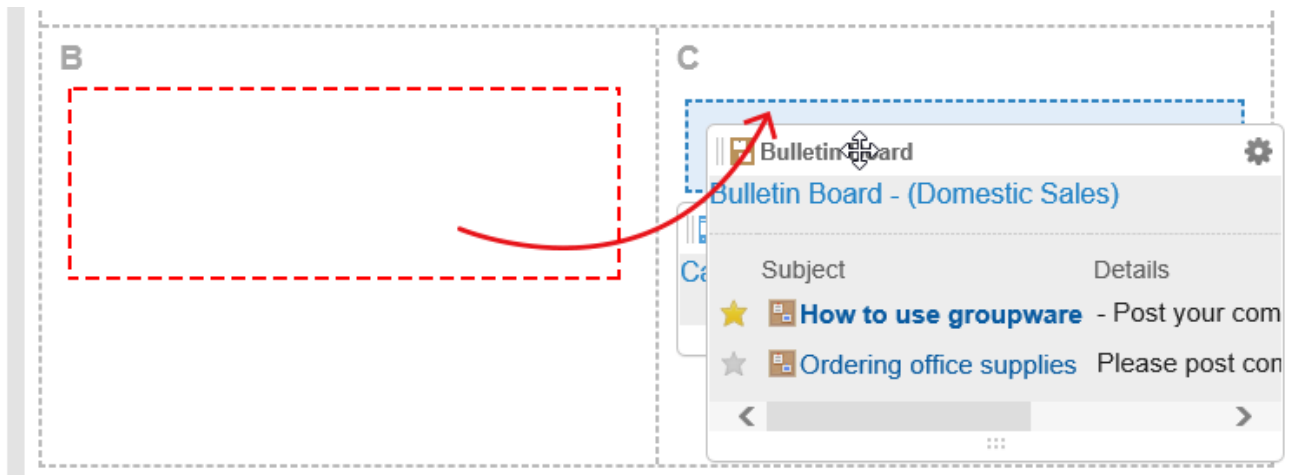 B
C
Bulletin Board
Bulletin Board - (Domestic Sales)
Ca
Subject Details
How to use groupware - Post your com
Ordering office supplies Please post con